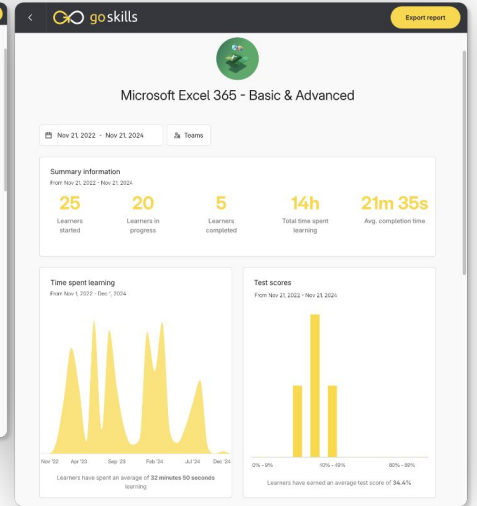 goskills
Export report
Microsoft Excel 365 - Basic & Advanced
Nov 21, 2022 - Nov 21, 2024
Teams
Summary information
From Nov 21, 2022 - Nov 21, 2024
25
20
5
14h
21m 35s
Learners started
Learners in progress
Learners completed
Total time spent learning
Avg. completion time
Time spent learning
From Nov 1, 2022 - Dec 1, 2024
Nov '22 Apr '23 Sep '23 Feb '24 Jul '24 Dec '24
Learners have spent an average of 32 minutes 50 seconds
learning
Test scores
From Nov 21, 2022 - Nov 21, 2024
0% - 9% 40% - 49% 80% - 89%
Learners have earned an average test score of 34.4%